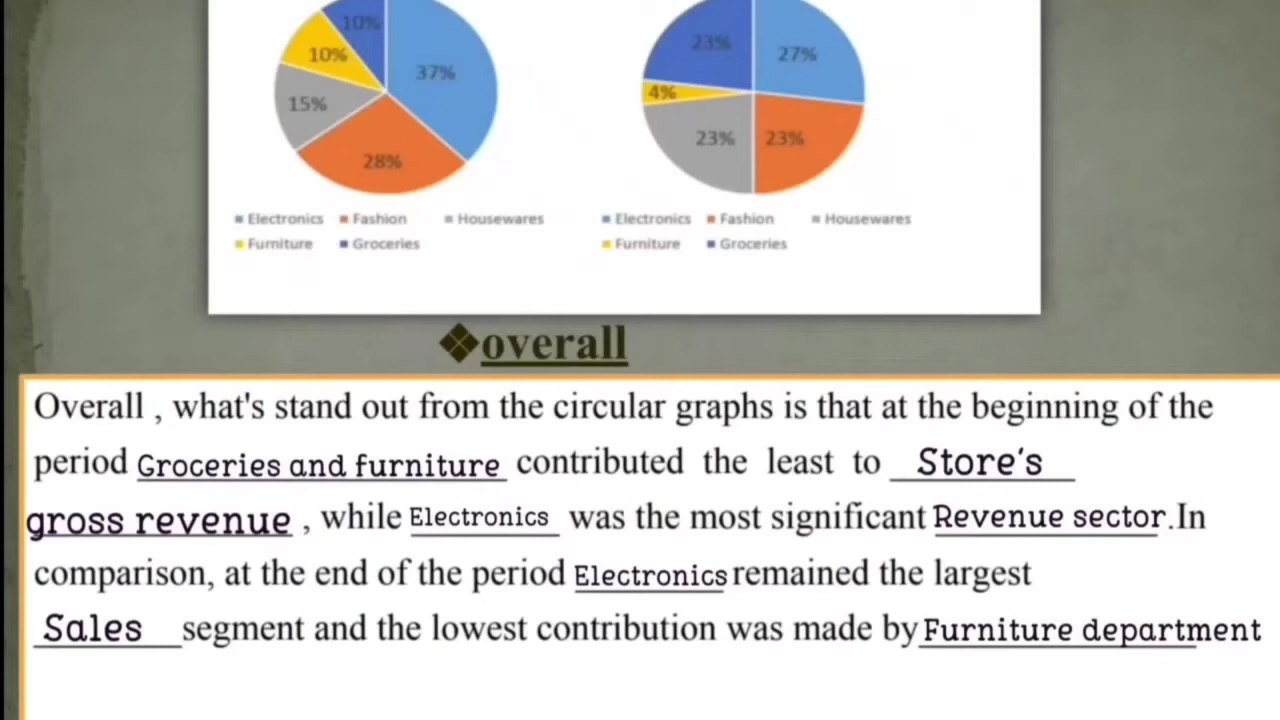 10%
23%
27%
10%
37%
4%
15%
23%
23%
28%
Electronics Fashion Housewares
Furniture Groceries
Electronics Fashion Housewares
Furniture Groceries
❖overall
Overall , what's stand out from the circular graphs is that at the beginning of the
period Groceries and furniture contributed the least to Store's
gross revenue , while Electronics was the most significant Revenue sector.In
comparison, at the end of the period Electronics remained the largest
Sales segment and the lowest contribution was made by Furniture department